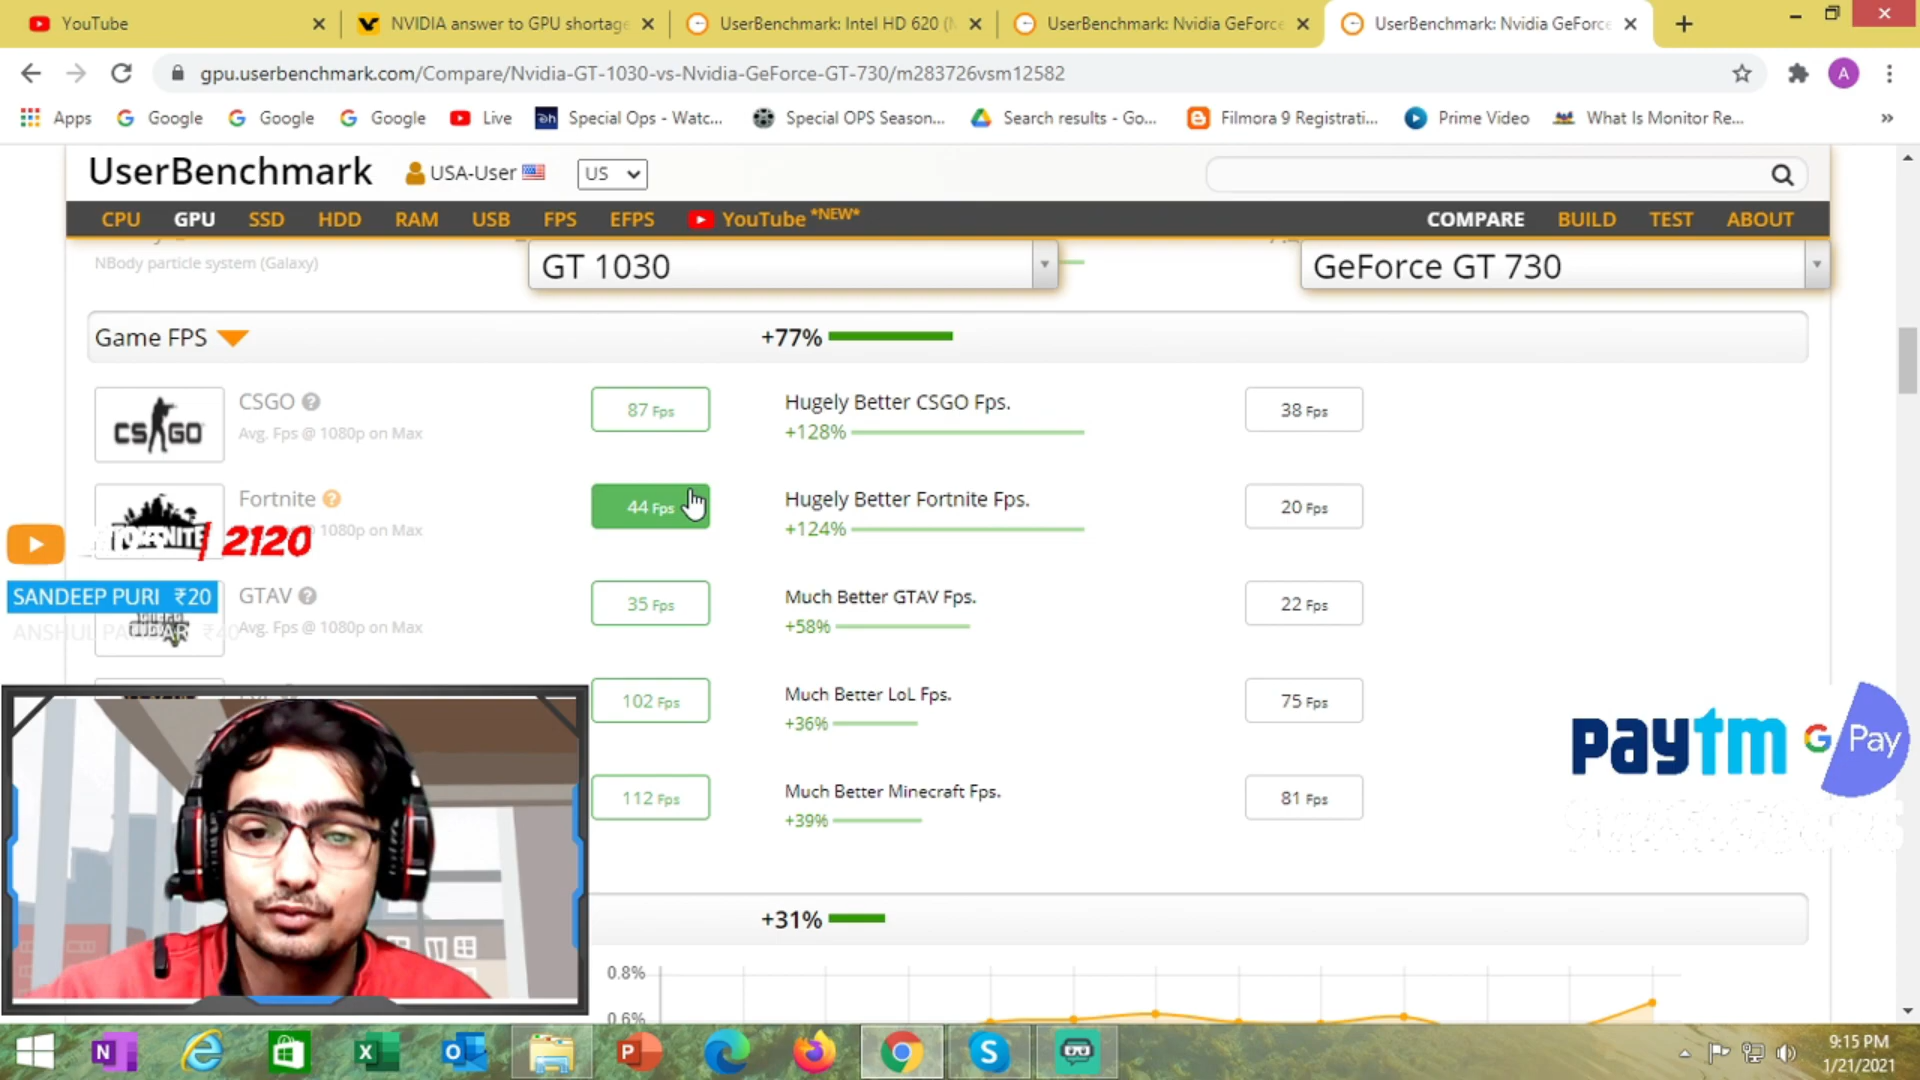 YouTube
NVIDIA answer to GPU shortage
UserBenchmark: Intel HD 620 (M
UserBenchmark: Nvidia GeForce
UserBenchmark: Nvidia GeForce
gpu.userbenchmark.com/Compare/Nvidia-GT-1030-vs-Nvidia-GeForce-GT-730/m283726vsm12582
A
Apps
Google
Google
Google
Live
Special Ops - Watc...
Special OPS Season...
Search results - Go...
Filmora 9 Registrati...
Prime Video
What Is Monitor Re...
UserBenchmark
USA-User
US
CPU GPU SSD HDD RAM USB FPS EFPS YouTube *NEW* COMPARE BUILD TEST ABOUT
NBody particle system (Galaxy)
GT 1030
GeForce GT 730
Game FPS
+77%
CSGO
CSGO
Avg. Fps @ 1080p on Max
87 Fps
Hugely Better CSGO Fps.
+128%
38 Fps
Fortnite
@ 1080p on Max
44 Fps
Hugely Better Fortnite Fps.
+124%
20 Fps
/ 2120
SANDEEP PURI ₹20
GTAV
Avg. Fps @ 1080p on Max
35 Fps
Much Better GTAV Fps.
+58%
22 Fps
102 Fps
Much Better LoL Fps.
+36%
75 Fps
paytm
G Pay
112 Fps
Much Better Minecraft Fps.
+39%
81 Fps
+31%
0.8%
0.6%
9:15 PM
1/21/2021